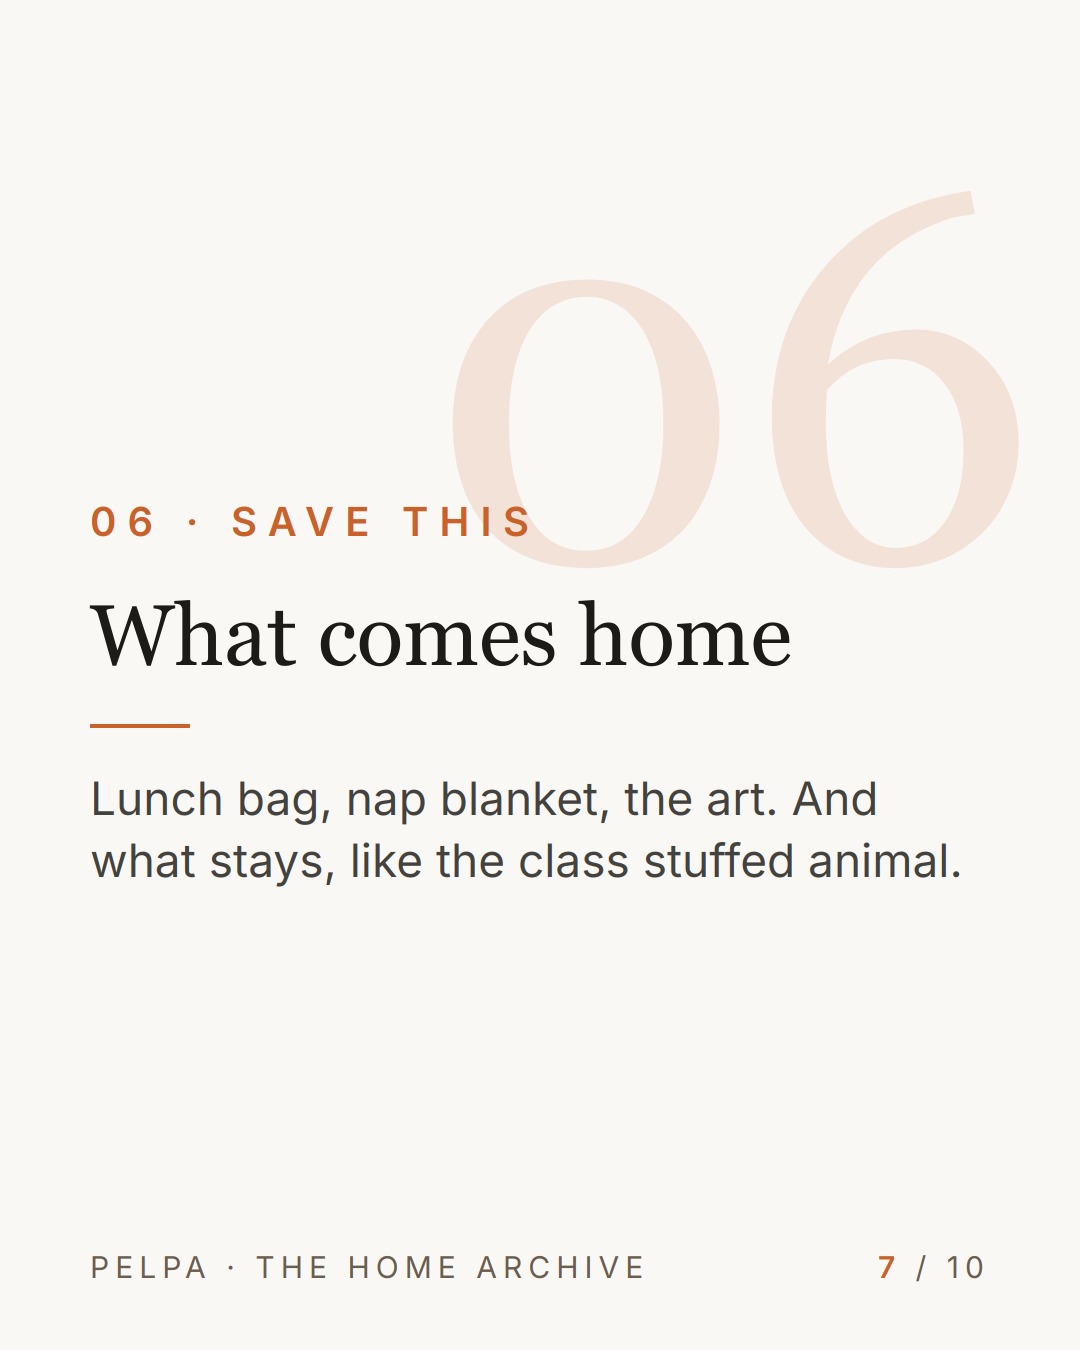 06
06 · SAVE THIS
What comes home
Lunch bag, nap blanket, the art. And
what stays, like the class stuffed animal.
PELPA · THE HOME ARCHIVE
7 / 10